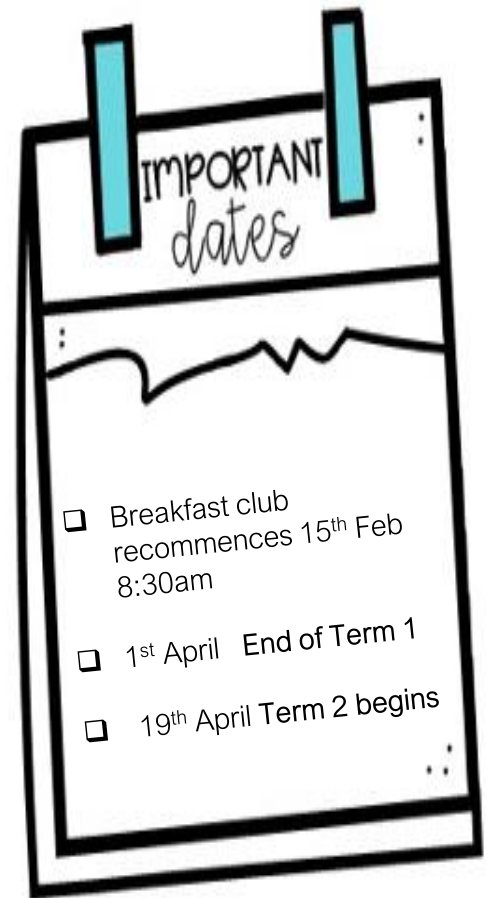 IMPORTANT
dates
Breakfast club
recommences 15th Feb
8:30am
1st April End of Term 1
19th April Term 2 begins